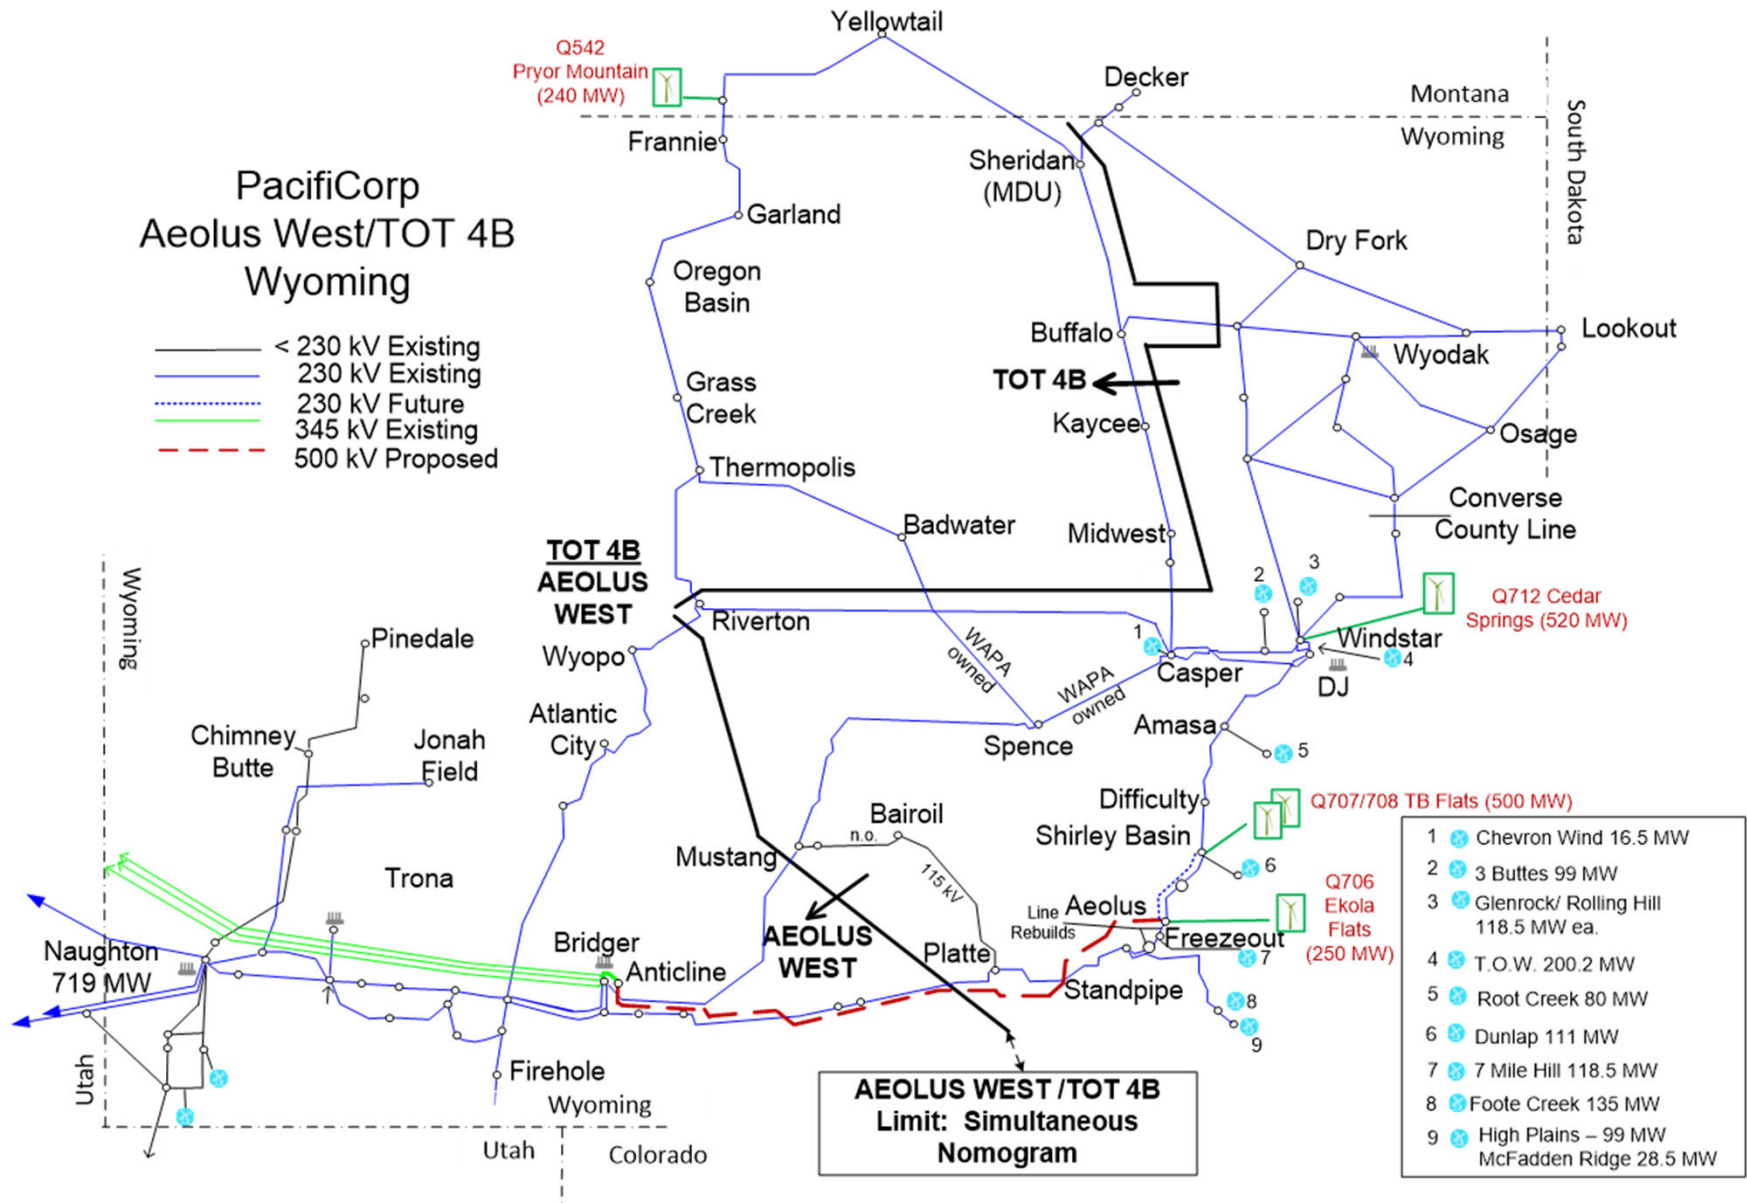 Yellowtail
Q542
Pryor Mountain
(240 MW)
Decker
Montana
Wyoming
South Dakota
Frannie
Sheridan
(MDU)
PacifiCorp
Aeolus West/TOT 4B
Wyoming
Garland
Dry Fork
Oregon
Basin
< 230 kV Existing
230 kV Existing
230 kV Future
345 kV Existing
500 kV Proposed
Buffalo
Lookout
Wyodak
TOT 4B
Grass
Creek
Kaycee
Osage
Thermopolis
Converse
County Line
Badwater
Midwest
TOT 4B
AEOLUS
WEST
Wyoming
2
3
Q712 Cedar
Springs (520 MW)
Riverton
Pinedale
Wyopo
WAPA
owned
WAPA
owned
1
Casper
Windstar
4
DJ
Atlantic
City
Chimney
Butte
Jonah
Field
Spence
Amasa
5
Difficulty
Q707/708 TB Flats (500 MW)
Shirley Basin
Bairoil
n.o.
115 kV
Mustang
6
Trona
Q706
Ekola
Flats
(250 MW)
Aeolus
Line
Rebuilds
Freezeout
7
AEOLUS
WEST
Platte
Standpipe
Bridger
Anticline
Naughton
719 MW
8
9
Utah
Firehole
Wyoming
Utah
Colorado
AEOLUS WEST /TOT 4B
Limit: Simultaneous
Nomogram
1 Chevron Wind 16.5 MW
2 3 Buttes 99 MW
3 Glenrock/ Rolling Hill
118.5 MW ea.
4 T.O.W. 200.2 MW
5 Root Creek 80 MW
6 Dunlap 111 MW
7 7 Mile Hill 118.5 MW
8 Foote Creek 135 MW
9 High Plains – 99 MW
McFadden Ridge 28.5 MW